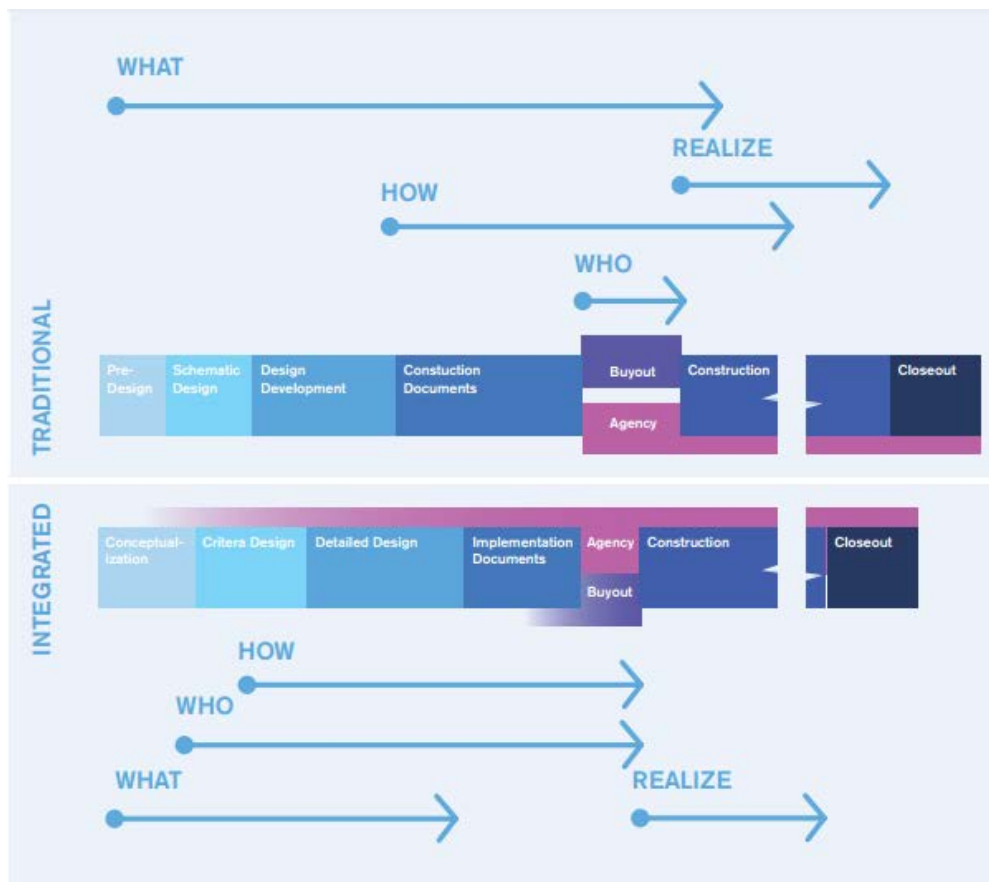 WHAT
REALIZE
HOW
WHO
TRADITIONAL
Pre-
Design
Schematic
Design
Design
Development
Constuction
Documents
Buyout
Agency
Construction
Closeout
INTEGRATED
Conceptual-
ization
Critera Design
Detailed Design
Implementation
Documents
Agency
Buyout
Construction
Closeout
HOW
WHO
WHAT
REALIZE